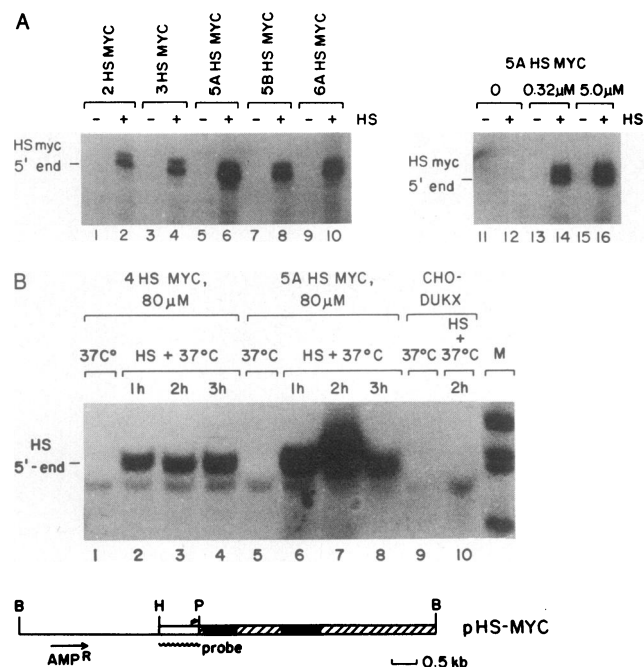 A
2 HS MYC
3 HS MYC
5A HS MYC
5B HS MYC
6A HS MYC
- + - + - + - + - + HS
HS myc
5' end
1 2 3 4 5 6 7 8 9 10
5A HS MYC
0 0.32μM 5.0μM
- + - + - + HS
HS myc
5' end
11 12 13 14 15 16
B
4 HS MYC,
80μM
5A HS MYC,
80μM
CHO-
DUKX
HS
+
37C° HS + 37°C 37°C HS + 37°C 37°C 37°C M
1h 2h 3h 1h 2h 3h 2h
HS
5'-end
1 2 3 4 5 6 7 8 9 10
B H P B
pHS-MYC
AMPR
probe
0.5 kb